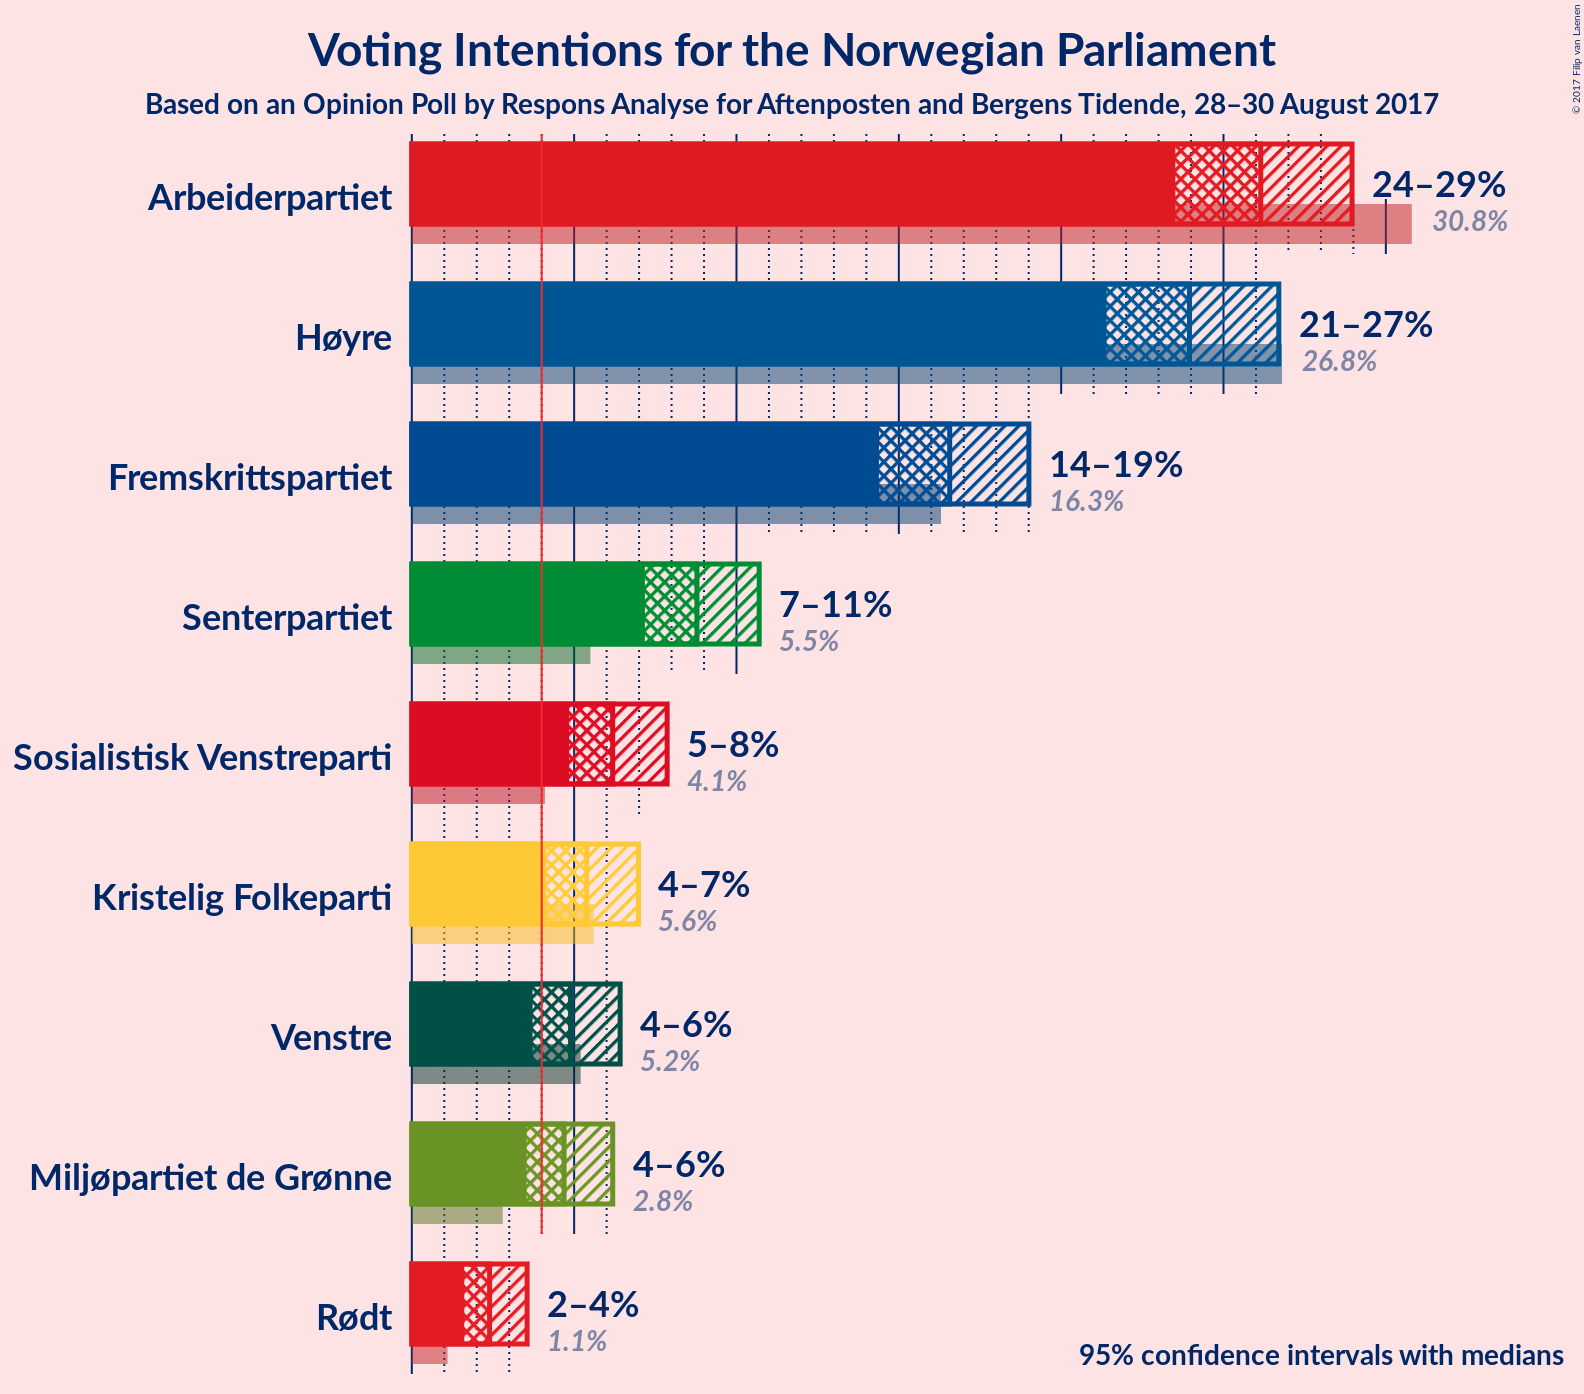 Voting Intentions for the Norwegian Parliament
Based on an Opinion Poll by Respons Analyse for Aftenposten and Bergens Tidende, 28–30 August 2017
© 2017 Filip van Laenen
Arbeiderpartiet
24–29%
30.8%
Høyre
21–27%
26.8%
Fremskrittspartiet
14–19%
16.3%
Senterpartiet
7–11%
5.5%
Sosialistisk Venstreparti
5–8%
4.1%
Kristelig Folkeparti
4–7%
5.6%
Venstre
4–6%
5.2%
Miljøpartiet de Grønne
4–6%
2.8%
Rødt
2–4%
1.1%
95% confidence intervals with medians